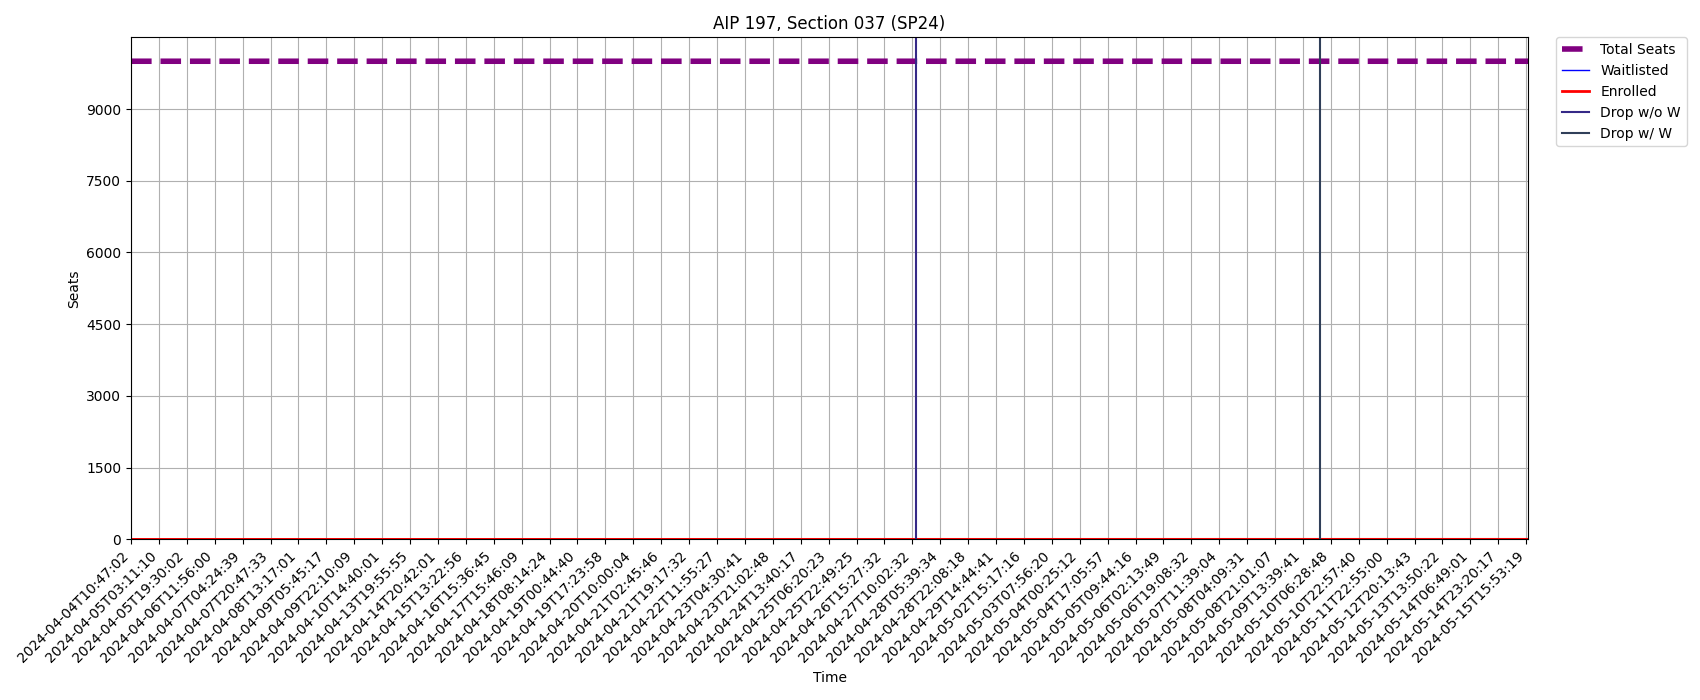 AIP 197, Section 037 (SP24)
Total Seats
Waitlisted
Enrolled
Drop w/o W
Drop w/ W
Seats
9000
7500
6000
4500
3000
1500
0
2024-04-04T10:47:02
2024-04-05T03:11:10
2024-04-05T19:30:02
2024-04-06T11:56:00
2024-04-07T04:24:39
2024-04-07T20:47:33
2024-04-08T13:17:01
2024-04-09T05:45:17
2024-04-09T22:10:09
2024-04-10T14:40:01
2024-04-13T19:55:55
2024-04-14T20:42:01
2024-04-15T13:22:56
2024-04-16T15:36:45
2024-04-17T15:46:09
2024-04-18T08:14:24
2024-04-19T00:44:40
2024-04-19T17:23:58
2024-04-20T10:00:04
2024-04-21T02:45:46
2024-04-21T19:17:32
2024-04-22T11:55:27
2024-04-23T04:30:41
2024-04-23T21:02:48
2024-04-24T13:40:17
2024-04-25T06:20:23
2024-04-25T22:49:25
2024-04-26T15:27:32
2024-04-27T10:02:32
2024-04-28T05:39:34
2024-04-28T22:08:18
2024-04-29T14:44:41
2024-05-02T15:17:16
2024-05-03T07:56:20
2024-05-04T00:25:12
2024-05-04T17:05:57
2024-05-05T09:44:16
2024-05-06T02:13:49
2024-05-06T19:08:32
2024-05-07T11:39:04
2024-05-08T04:09:31
2024-05-08T21:01:07
2024-05-09T13:39:41
2024-05-10T06:28:48
2024-05-10T22:57:40
2024-05-11T22:55:00
2024-05-12T20:13:43
2024-05-13T13:50:22
2024-05-14T06:49:01
2024-05-14T23:20:17
2024-05-15T15:53:19
Time